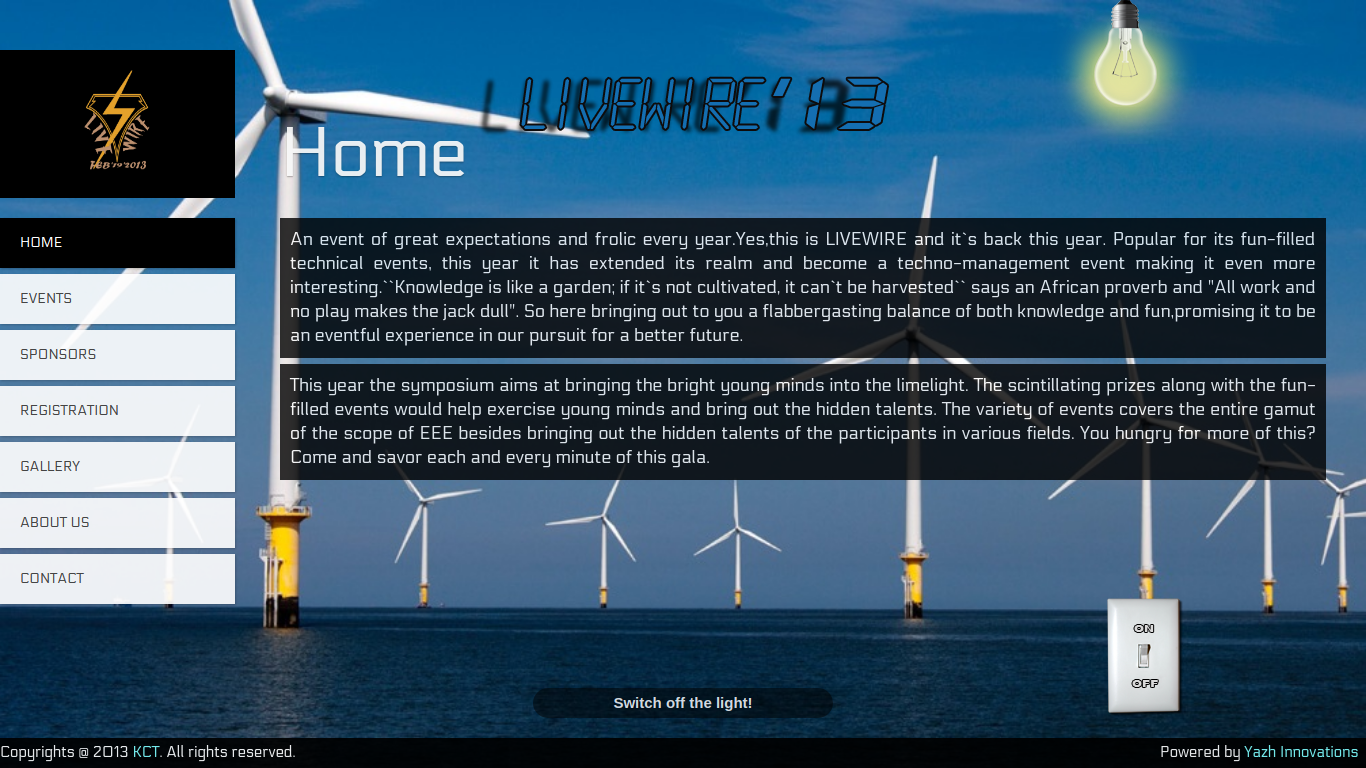 LIVEWIRE'13
LIVE WIRE
FEB'19'2013
Home
HOME
EVENTS
SPONSORS
REGISTRATION
GALLERY
ABOUT US
CONTACT
An event of great expectations and frolic every year.Yes,this is LIVEWIRE and it`s back this year. Popular for its fun-filled
technical events, this year it has extended its realm and become a techno-management event making it even more
interesting.``Knowledge is like a garden; if it`s not cultivated, it can`t be harvested`` says an African proverb and "All work and
no play makes the jack dull". So here bringing out to you a flabbergasting balance of both knowledge and fun,promising it to be
an eventful experience in our pursuit for a better future.
This year the symposium aims at bringing the bright young minds into the limelight. The scintillating prizes along with the fun-
filled events would help exercise young minds and bring out the hidden talents. The variety of events covers the entire gamut
of the scope of EEE besides bringing out the hidden talents of the participants in various fields. You hungry for more of this?
Come and savor each and every minute of this gala.
ON
OFF
Switch off the light!
Copyrights @ 2013 KCT. All rights reserved.
Powered by Yazh Innovations